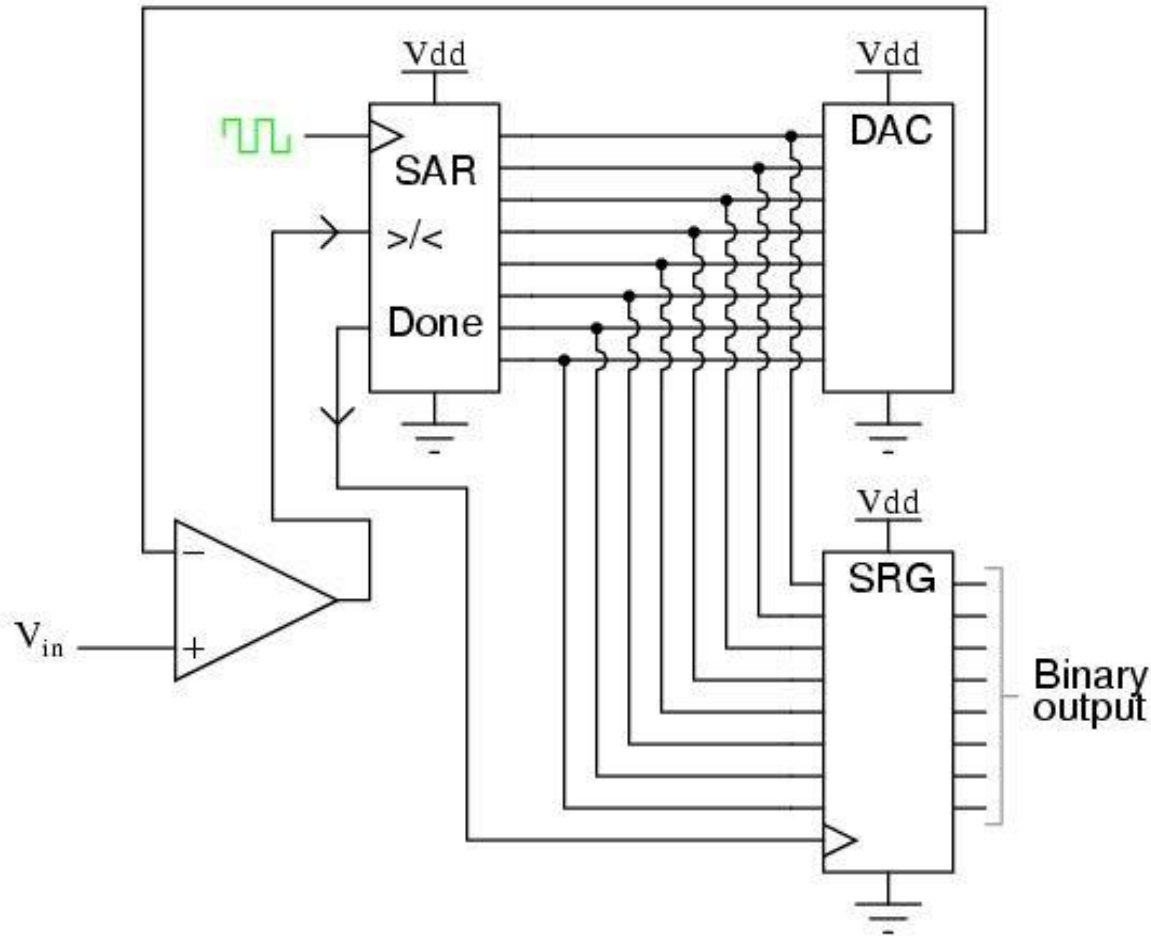 Vdd
Vdd
DAC
SAR
>/<
Done
Vdd
SRG
−
Vin
+
Binary
output